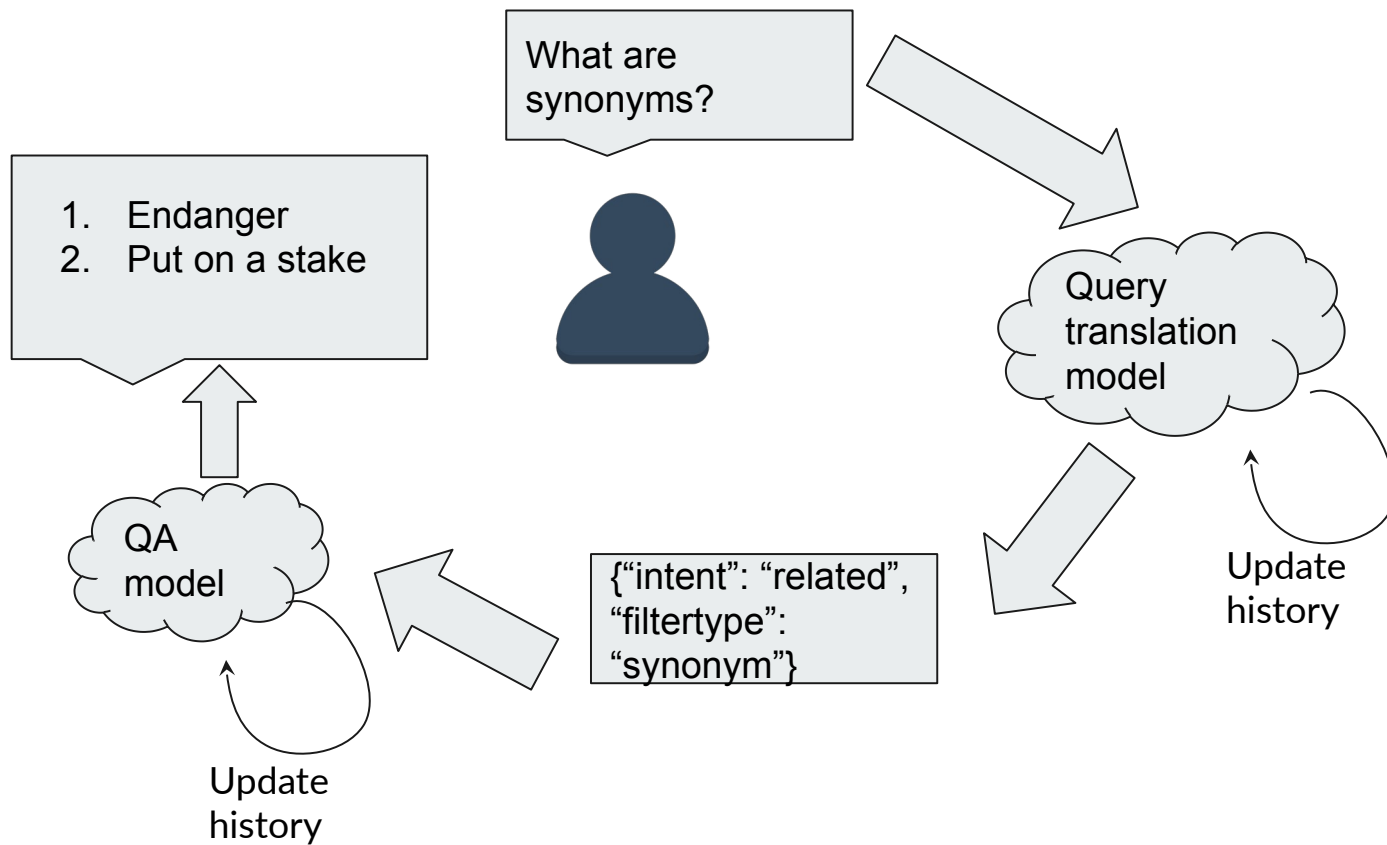 What are
synonyms?
1. Endanger
2. Put on a stake
Query
translation
model
Update
history
{“intent”: “related”,
“filtertype”:
“synonym”}
QA
model
Update
history